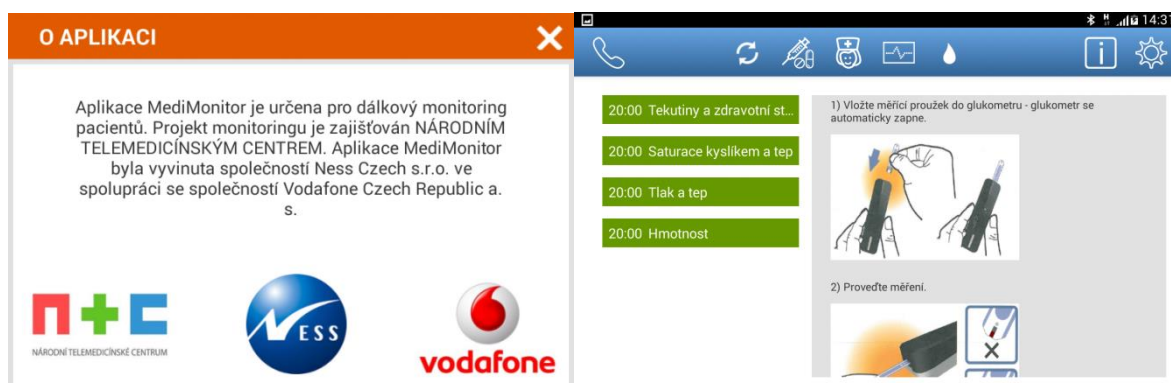 O APLIKACI
Aplikace MediMonitor je určena pro dálkový monitoring
pacientů. Projekt monitoringu je zajišťován NÁRODNÍM
TELEMEDICÍNSKÝM CENTREM. Aplikace MediMonitor
byla vyvinuta společností Ness Czech s.r.o. ve
spolupráci se společností Vodafone Czech Republic a.
s.
n+c
NÁRODNÍ TELEMEDICÍNSKÉ CENTRUM
NESS
vodafone
H
14:37
20:00 Tekutiny a zdravotní st...
20:00 Saturace kyslíkem a tep
20:00 Tlak a tep
20:00 Hmotnost
1) Vložte měřící proužek do glukometru - glukometr se
automaticky zapne.
2) Proveďte měření.